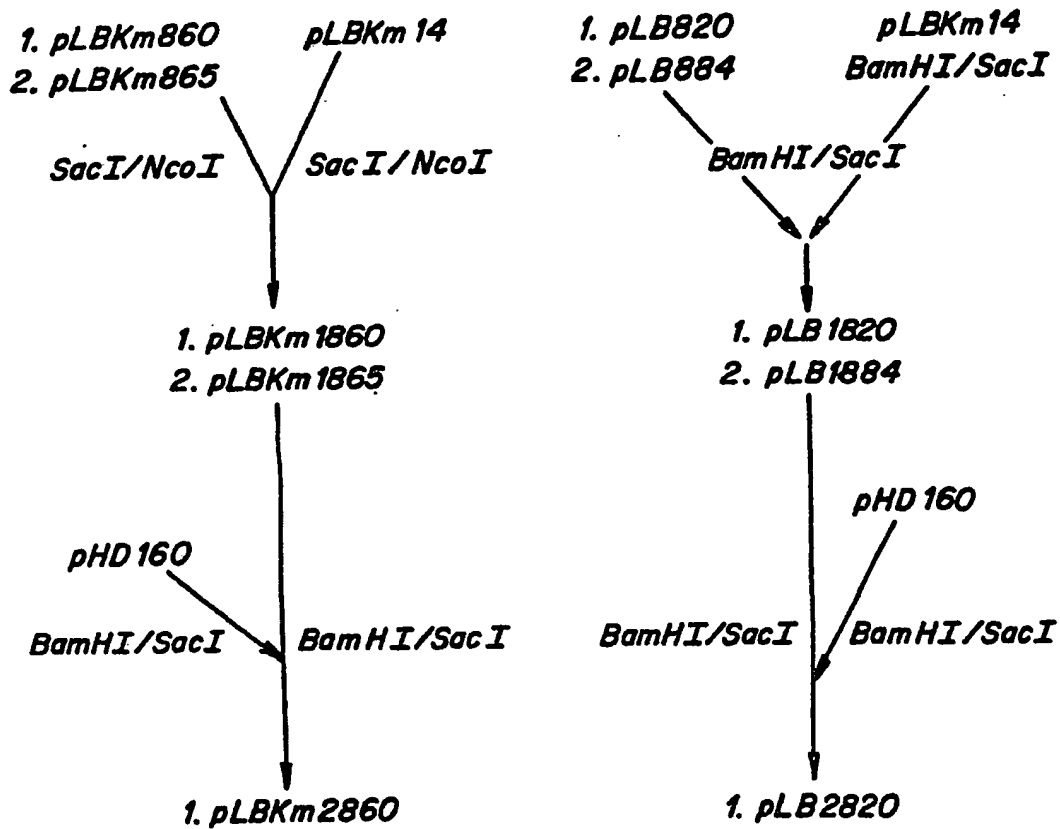 1. pLBKm860
2. pLBKm865
pLBKm14
SacI/NcoI
SacI/NcoI
1. pLBKm1860
2. pLBKm1865
pHD160
BamHI/SacI
BamHI/SacI
1. pLBKm2860
1. pLB820
2. pLB884
pLBKm14
BamHI/SacI
BamHI/SacI
1. pLB1820
2. pLB1884
pHD160
BamHI/SacI
BamHI/SacI
1. pLB2820